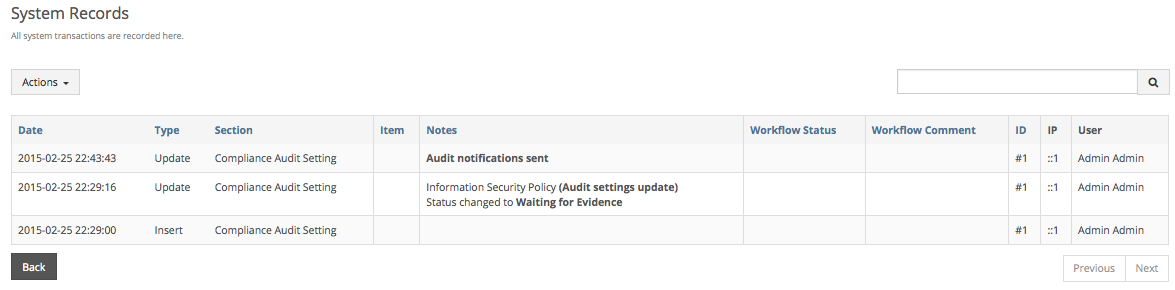 System Records
All system transactions are recorded here.
Actions
Date Type Section Item Notes Workflow Status Workflow Comment ID IP User
2015-02-25 22:43:43 Update Compliance Audit Setting Audit notifications sent #1 ::1 Admin Admin
2015-02-25 22:29:16 Update Compliance Audit Setting Information Security Policy (Audit settings update) #1 ::1 Admin Admin
Status changed to Waiting for Evidence
2015-02-25 22:29:00 Insert Compliance Audit Setting #1 ::1 Admin Admin
Back Previous Next